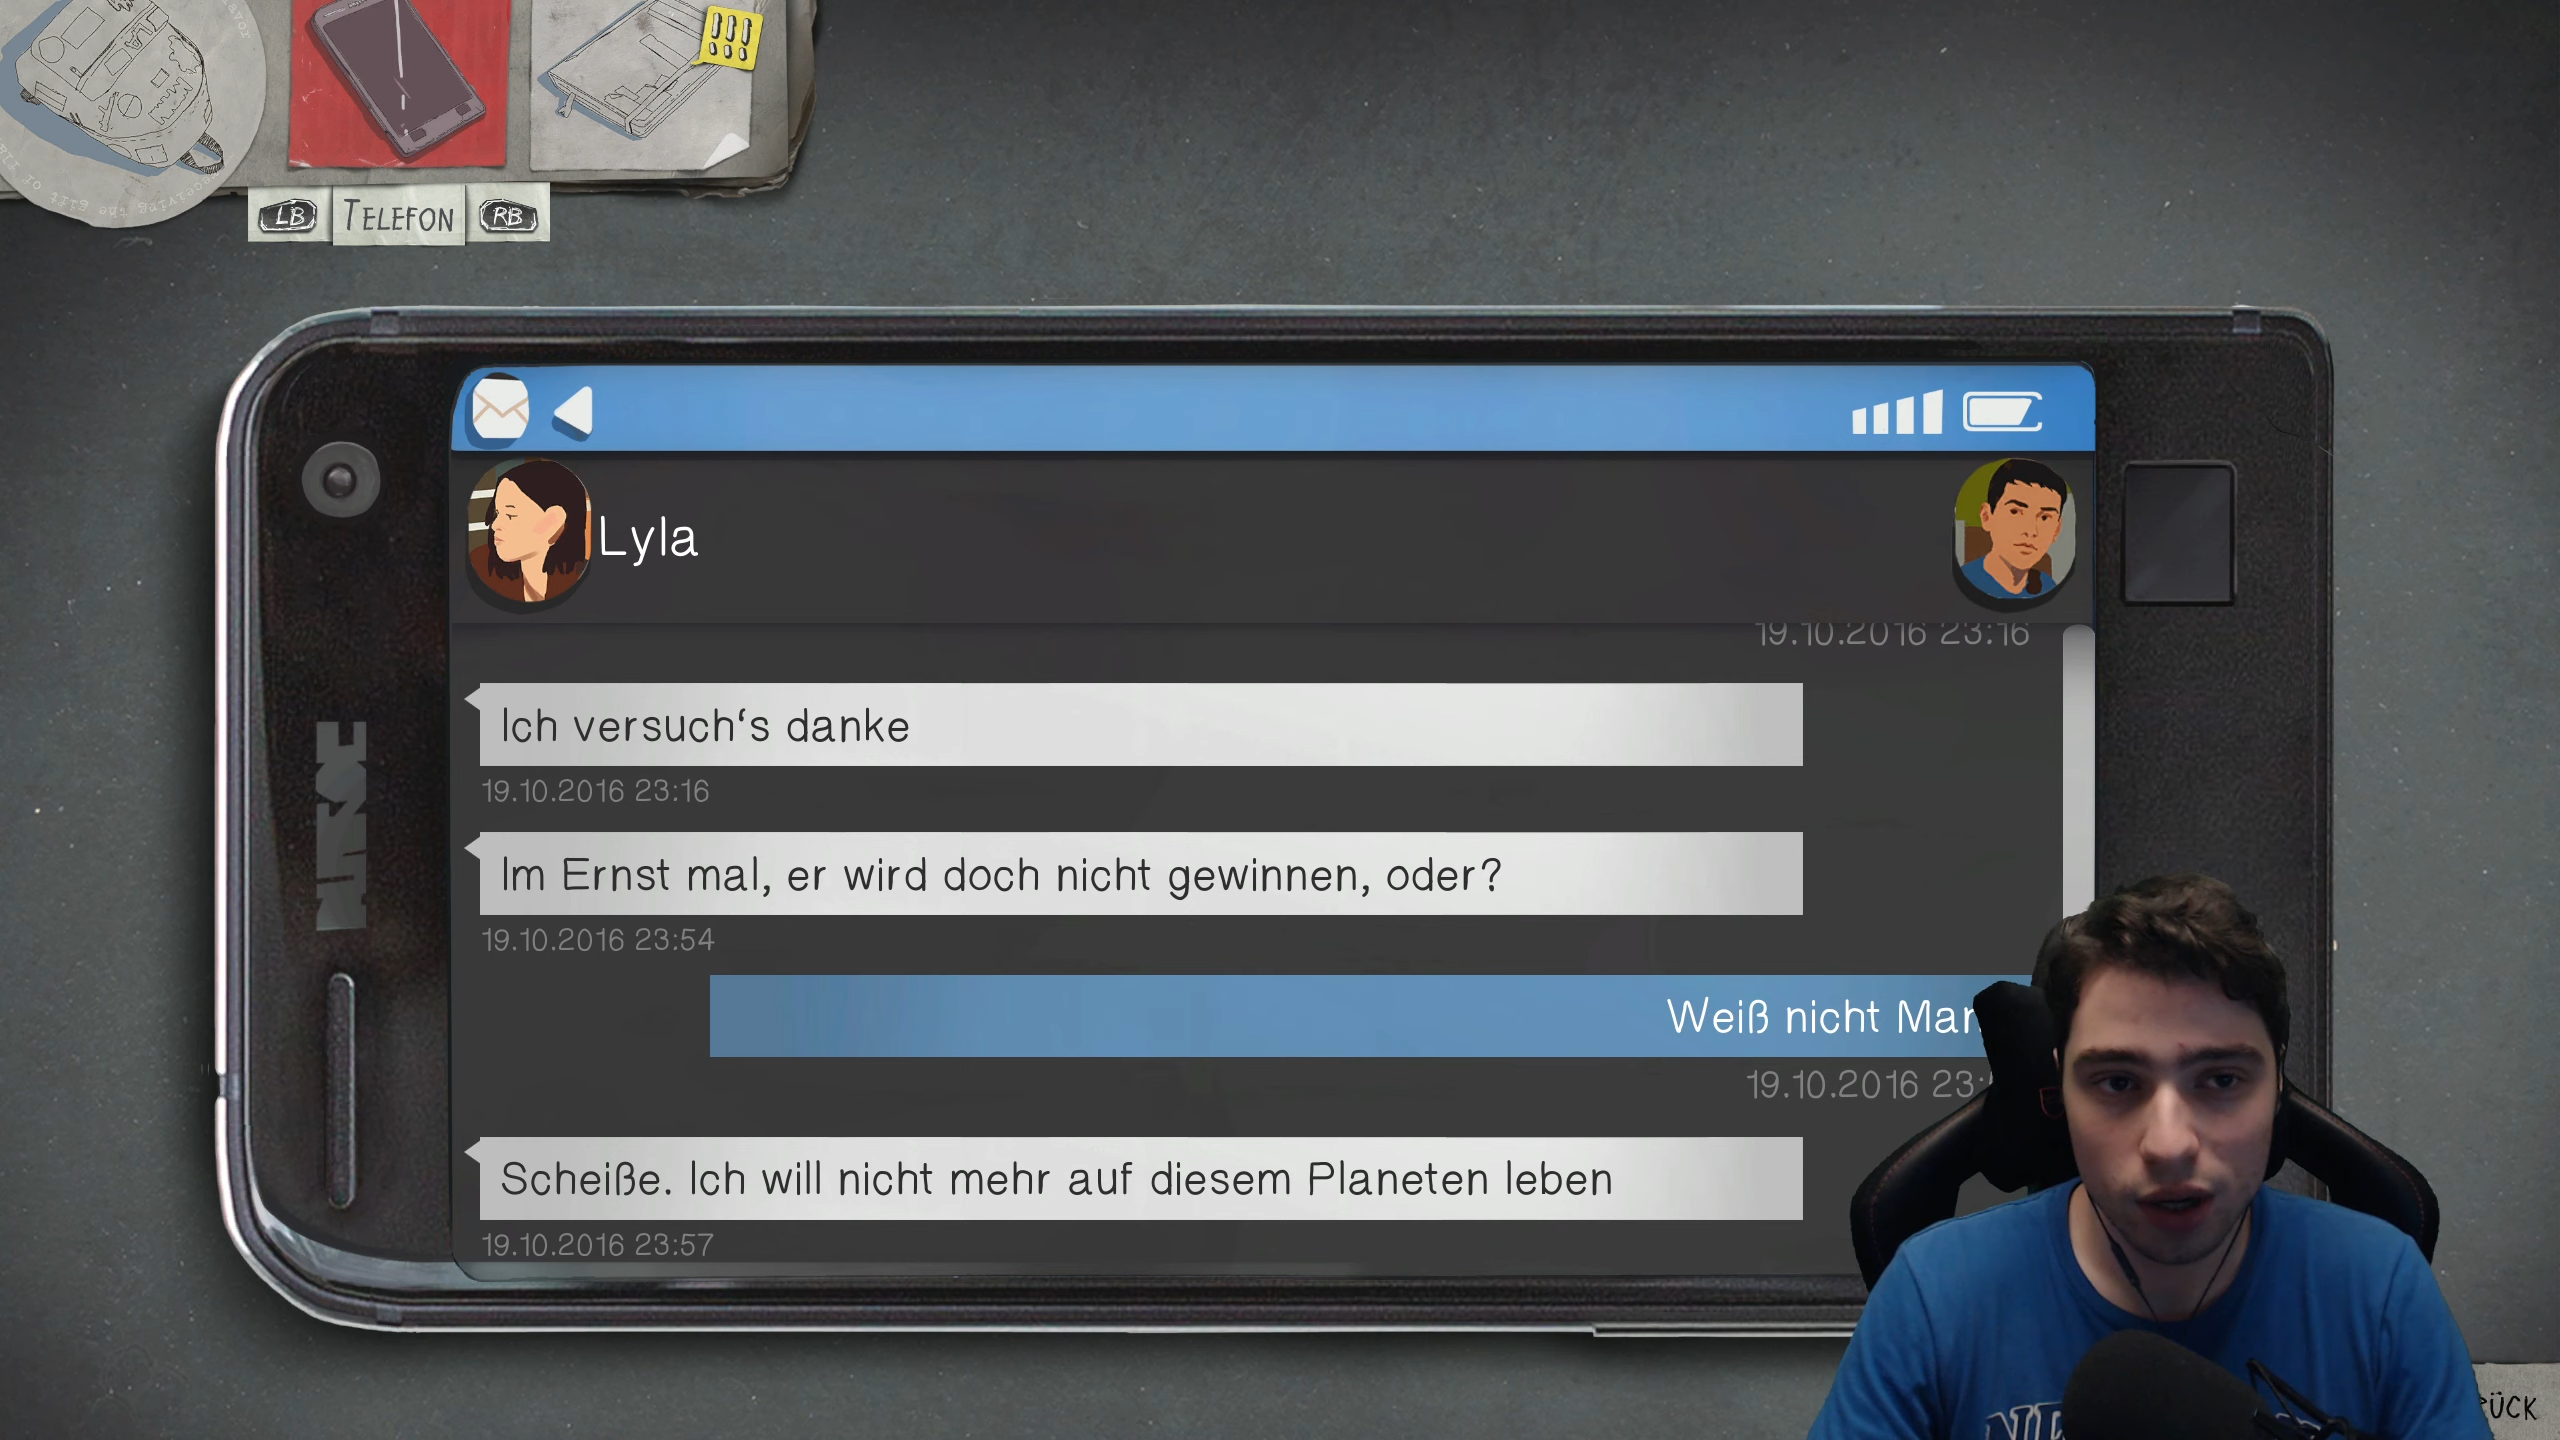 LB TELEFON RB
Lyla
19.10.2016 23:16
Ich versuch‘s danke
19.10.2016 23:16
Im Ernst mal, er wird doch nicht gewinnen, oder?
19.10.2016 23:54
Weiß nicht
19.10.2016
Scheiße. Ich will nicht mehr auf diesem Planeten leben
19.10.2016 23:57